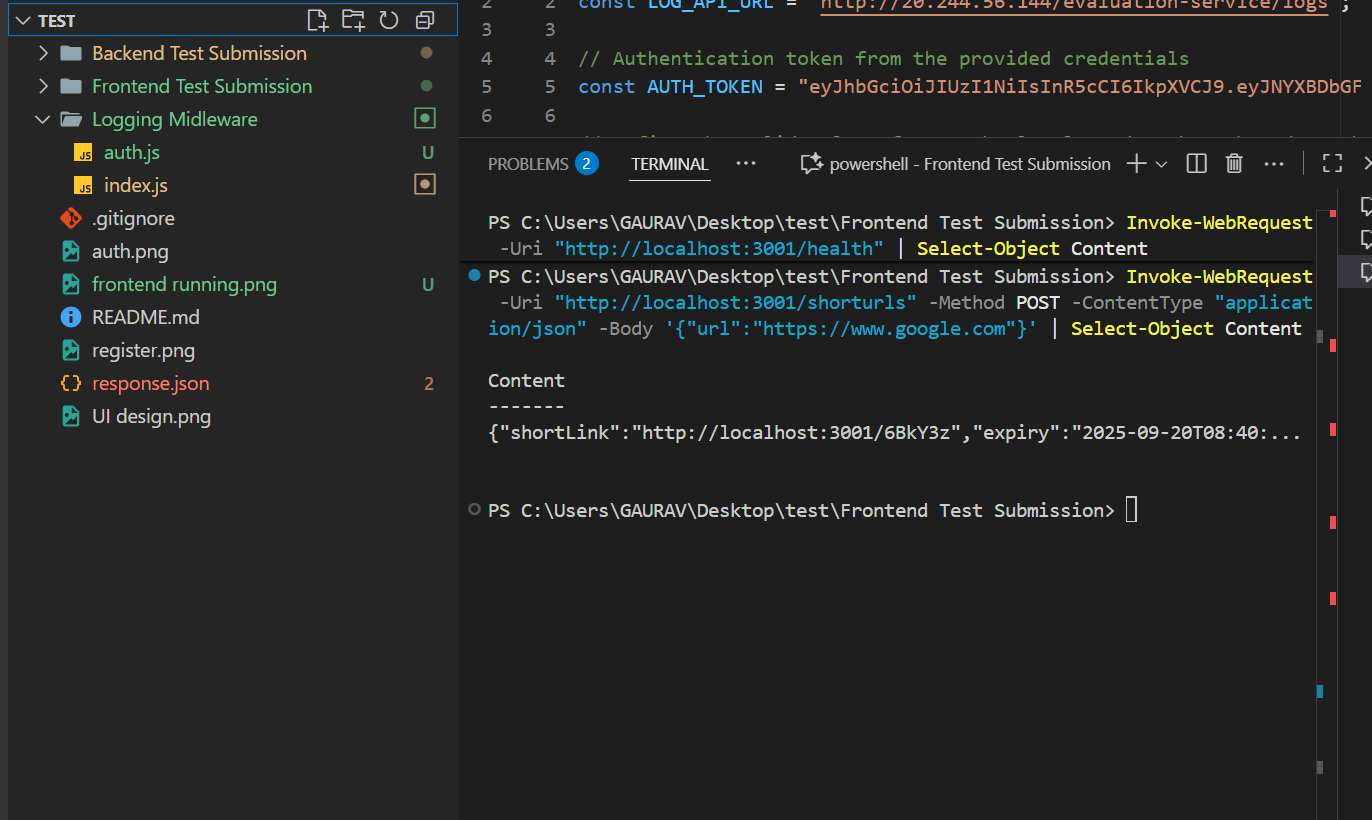 TEST
Backend Test Submission
Frontend Test Submission
Logging Midleware
JS auth.js U
JS index.js
.gitignore
auth.png
frontend running.png U
README.md
register.png
response.json 2
UI design.png
2 2 const LOG_API_URL = "http://20.244.56.144/evaluation-service/logs";
3 3
4 4 // Authentication token from the provided credentials
5 5 const AUTH_TOKEN = "eyJhbGciOiJIUzI1NiIsInR5cCI6IkpXVCJ9.eyJNYXBDbGF
6 6
PROBLEMS 2 TERMINAL ··· powershell - Frontend Test Submission
PS C:\Users\GAURAV\Desktop\test\Frontend Test Submission> Invoke-WebRequest
-Uri "http://localhost:3001/health" | Select-Object Content
PS C:\Users\GAURAV\Desktop\test\Frontend Test Submission> Invoke-WebRequest
-Uri "http://localhost:3001/shorturls" -Method POST -ContentType "applicat
ion/json" -Body '{"url":"https://www.google.com"}' | Select-Object Content
Content
-------
{"shortLink":"http://localhost:3001/6BkY3z","expiry":"2025-09-20T08:40:...
PS C:\Users\GAURAV\Desktop\test\Frontend Test Submission>